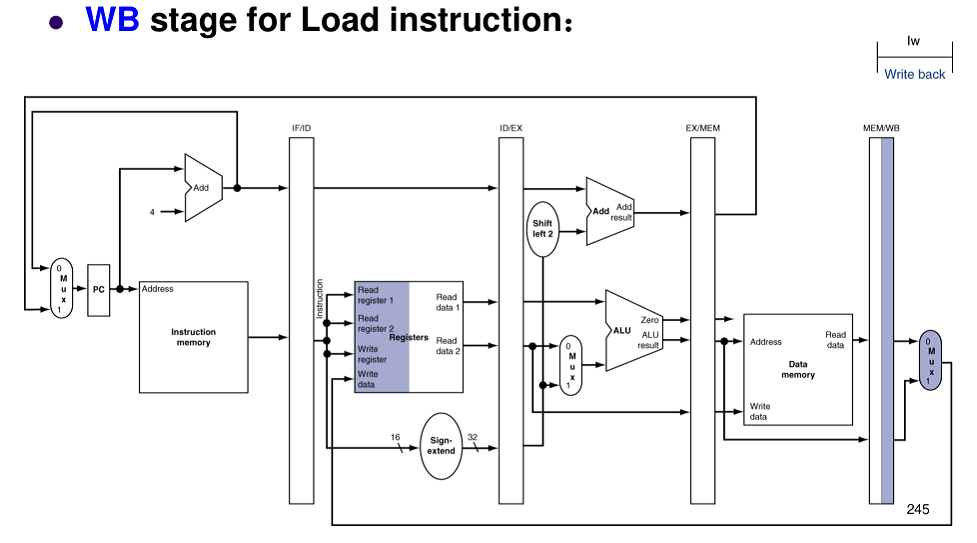 • WB stage for Load instruction：
lw
Write back
IF/ID
ID/EX
EX/MEM
MEM/WB
Add
4
Shift
left 2
Add
Add
result
0
M
u
x
1
PC
Address
Instruction
memory
Instruction
Read
register 1
Read
register 2
Write
register
Write
data
Registers
Read
data 1
Read
data 2
16
Sign-
extend
32
0
M
u
x
1
Zero
ALU
ALU
result
Address
Read
data
Data
memory
Write
data
0
M
u
x
1
245